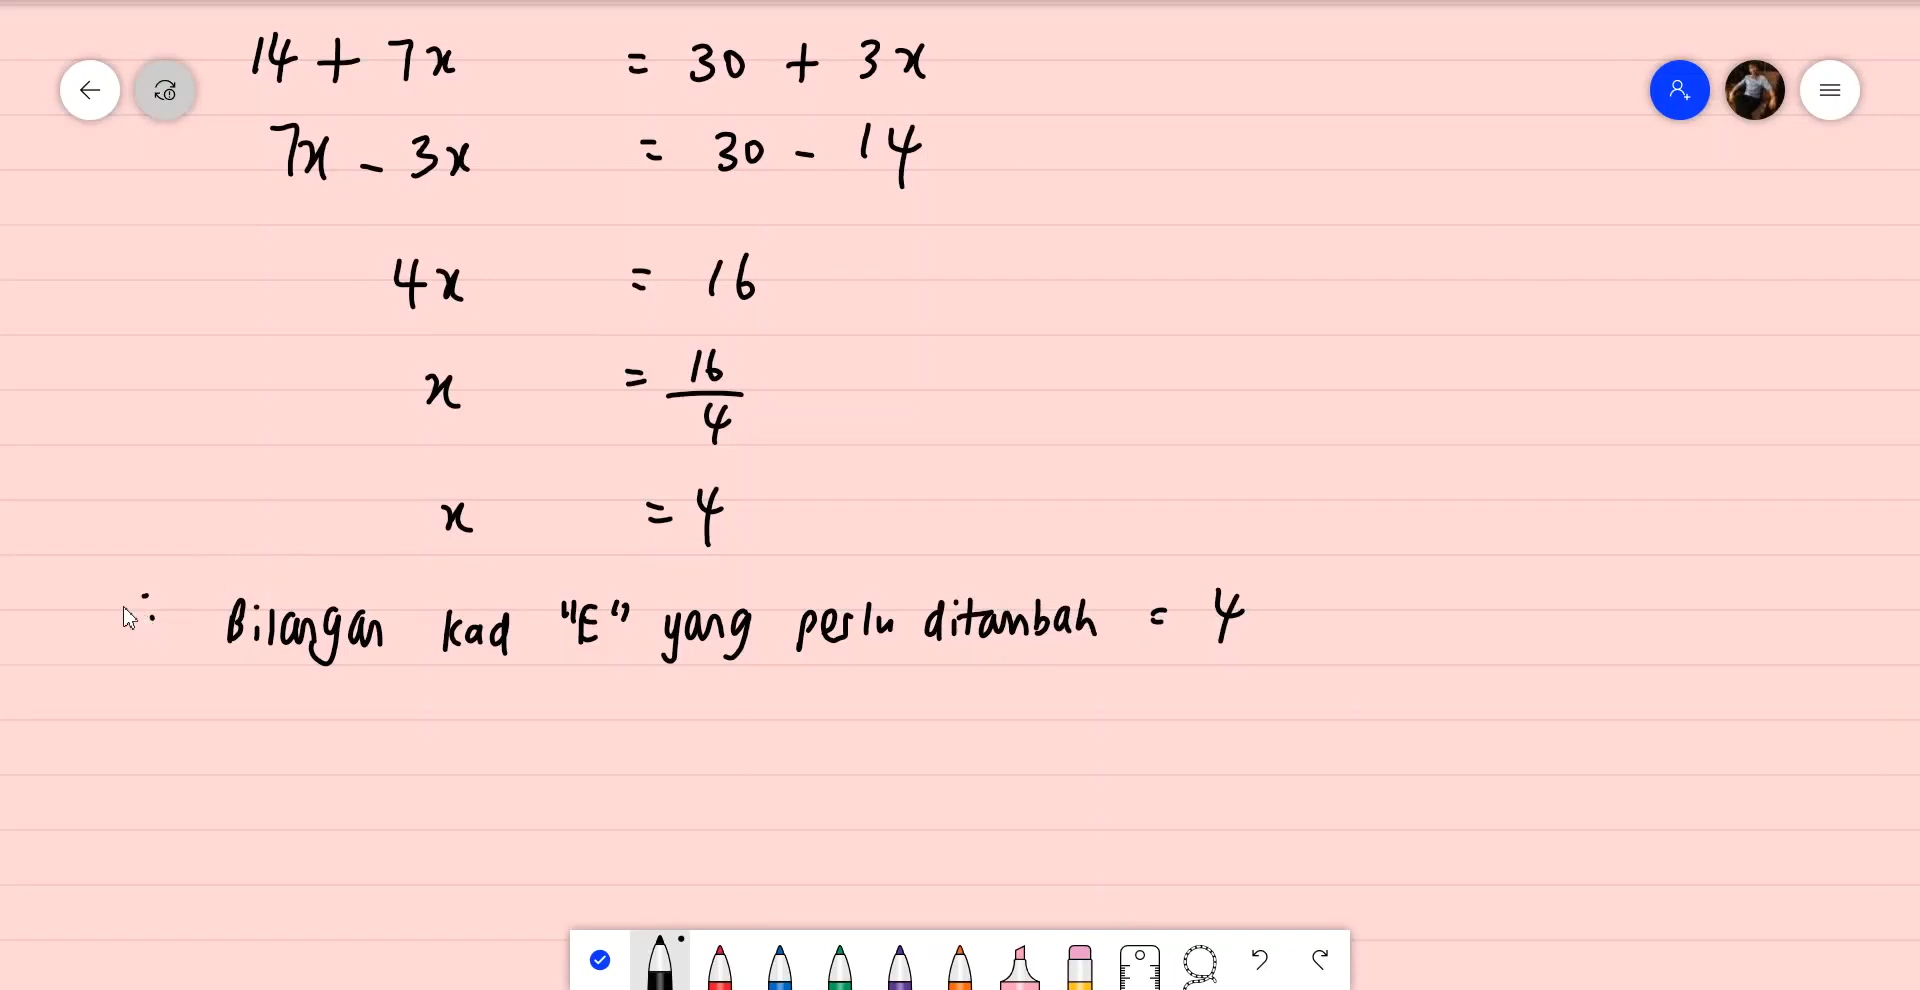 14 + 7x = 30 + 3x
7x - 3x = 30 - 14
4x = 16
x = 16/4
x = 4
∴ Bilangan kad "E" yang perlu ditambah = 4